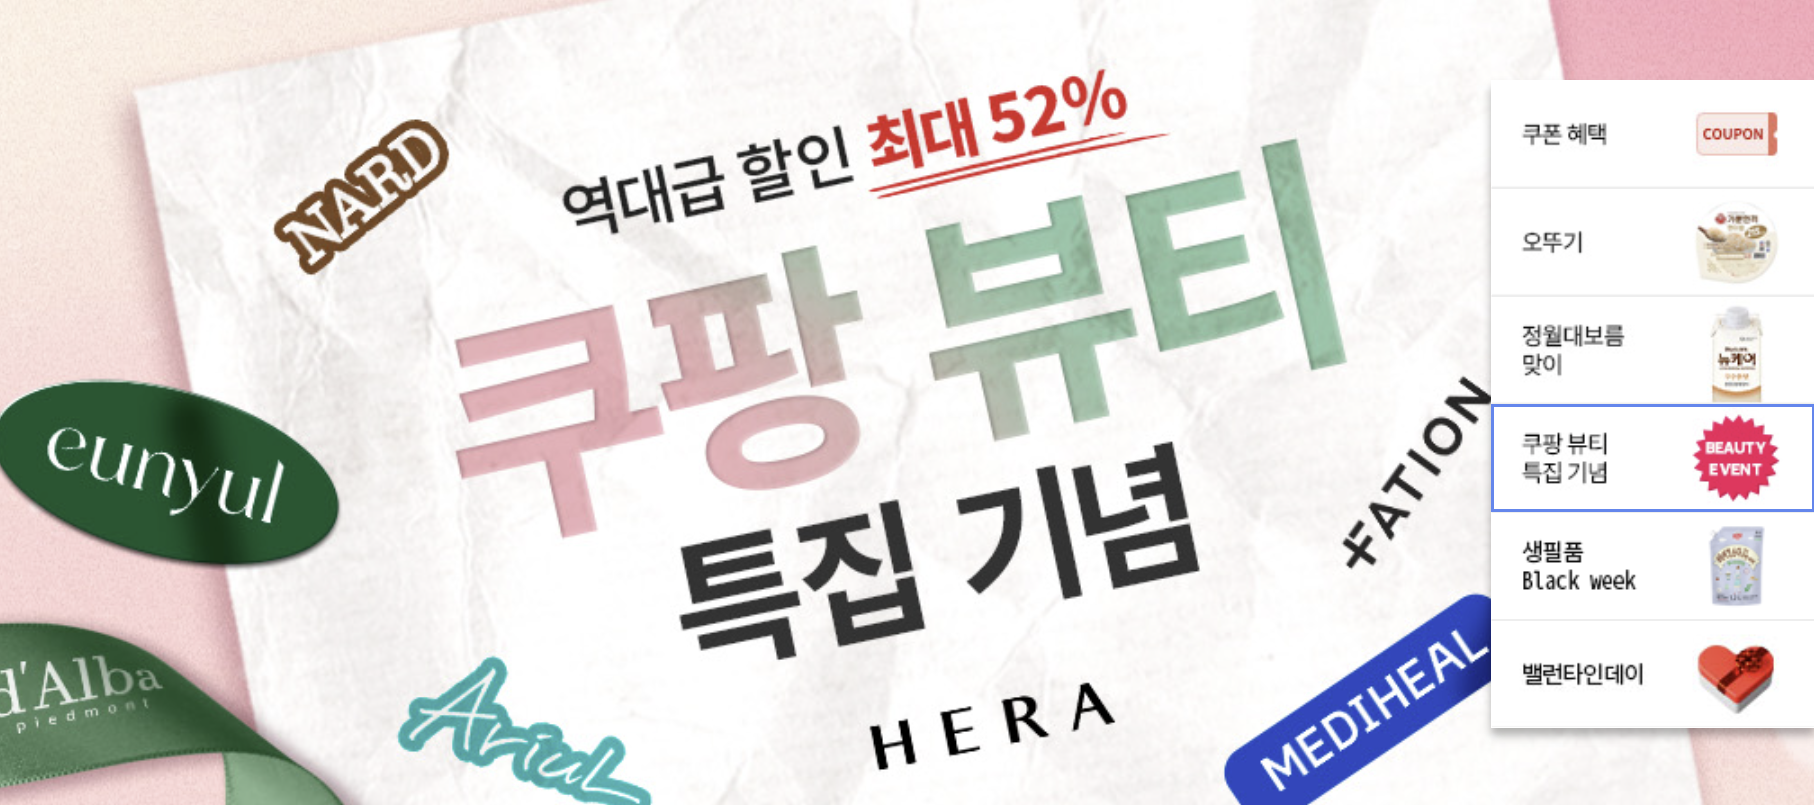 NARD
역대급 할인 최대 52%
쿠팡 뷰티
특집 기념
eunyul
d'Alba
piedmont
Ariul
HERA
FATION
MEDIHEAL
쿠폰 혜택
COUPON
오뚜기
정월대보름
맞이
뉴케어
쿠팡 뷰티
특집 기념
BEAUTY
EVENT
생필품
Black week
밸런타인데이